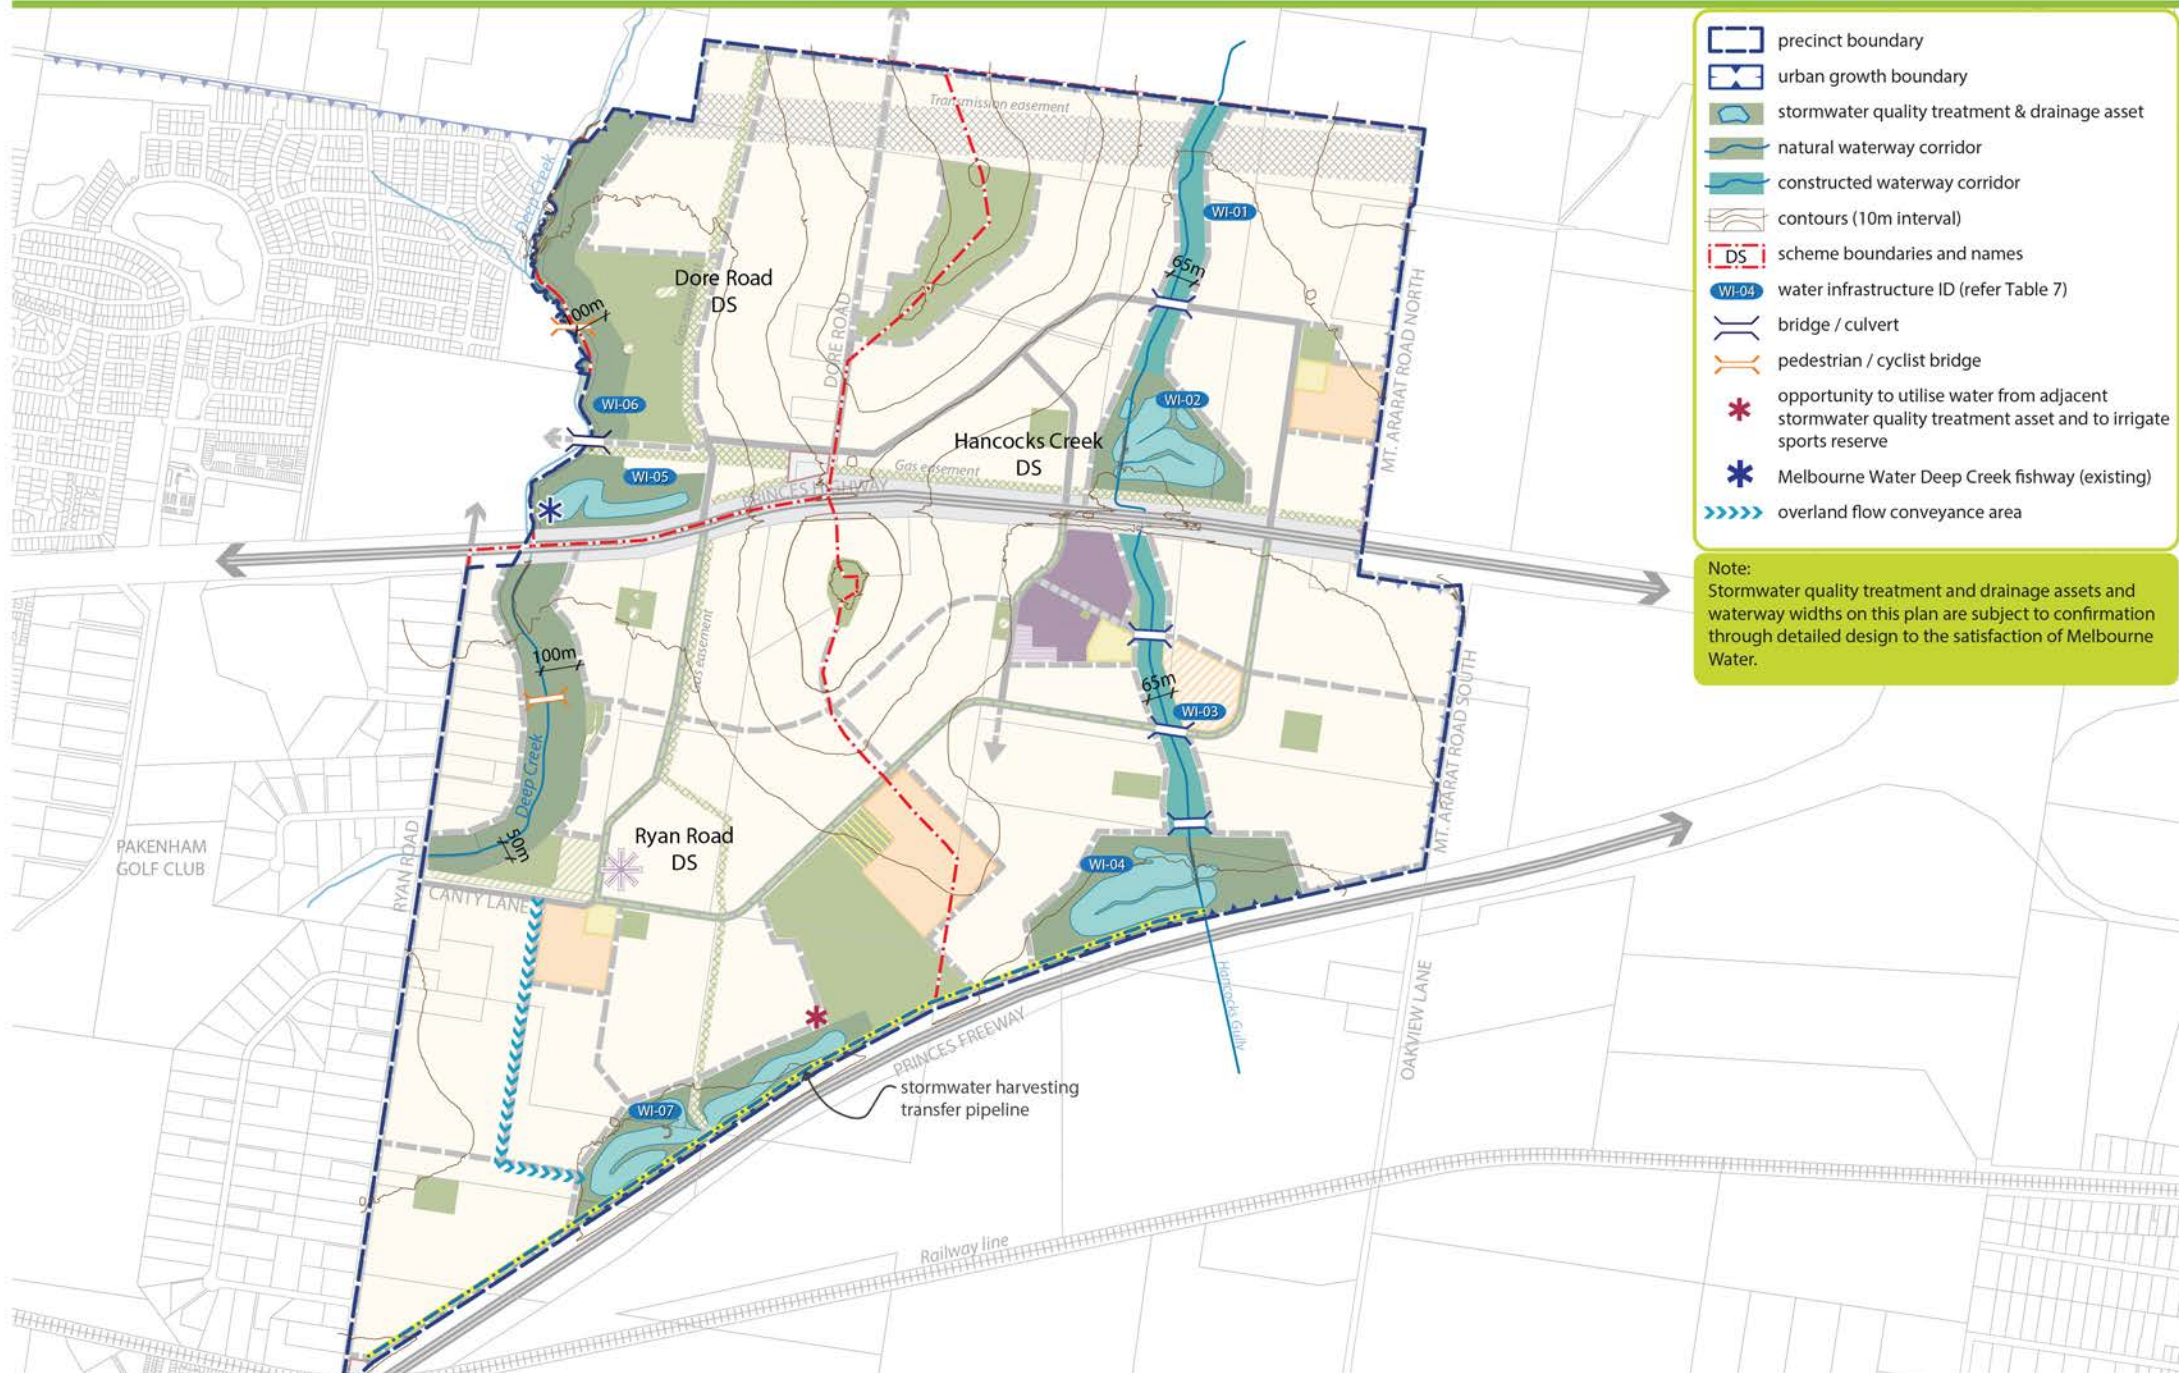 Transmission easement
Deep Creek
WI-01
65m
Dore Road
DS
100m
Gas easement
DORE ROAD
MT. ARARAT ROAD NORTH
WI-06
WI-02
Hancocks Creek
DS
Gas easement
WI-05
PRINCES HIGHWAY
100m
Gas easement
65m
WI-03
Deep Creek
MT. ARARAT ROAD SOUTH
50m
Ryan Road
DS
PAKENHAM
GOLF CLUB
RYAN ROAD
CANTY LANE
WI-04
Hancocks Gully
OAKVIEW LANE
PRINCES FREEWAY
stormwater harvesting
transfer pipeline
WI-07
Railway line
precinct boundary
urban growth boundary
stormwater quality treatment & drainage asset
natural waterway corridor
constructed waterway corridor
contours (10m interval)
DS scheme boundaries and names
WI-04 water infrastructure ID (refer Table 7)
bridge / culvert
pedestrian / cyclist bridge
opportunity to utilise water from adjacent
stormwater quality treatment asset and to irrigate
sports reserve
Melbourne Water Deep Creek fishway (existing)
overland flow conveyance area
Note:
Stormwater quality treatment and drainage assets and
waterway widths on this plan are subject to confirmation
through detailed design to the satisfaction of Melbourne
Water.